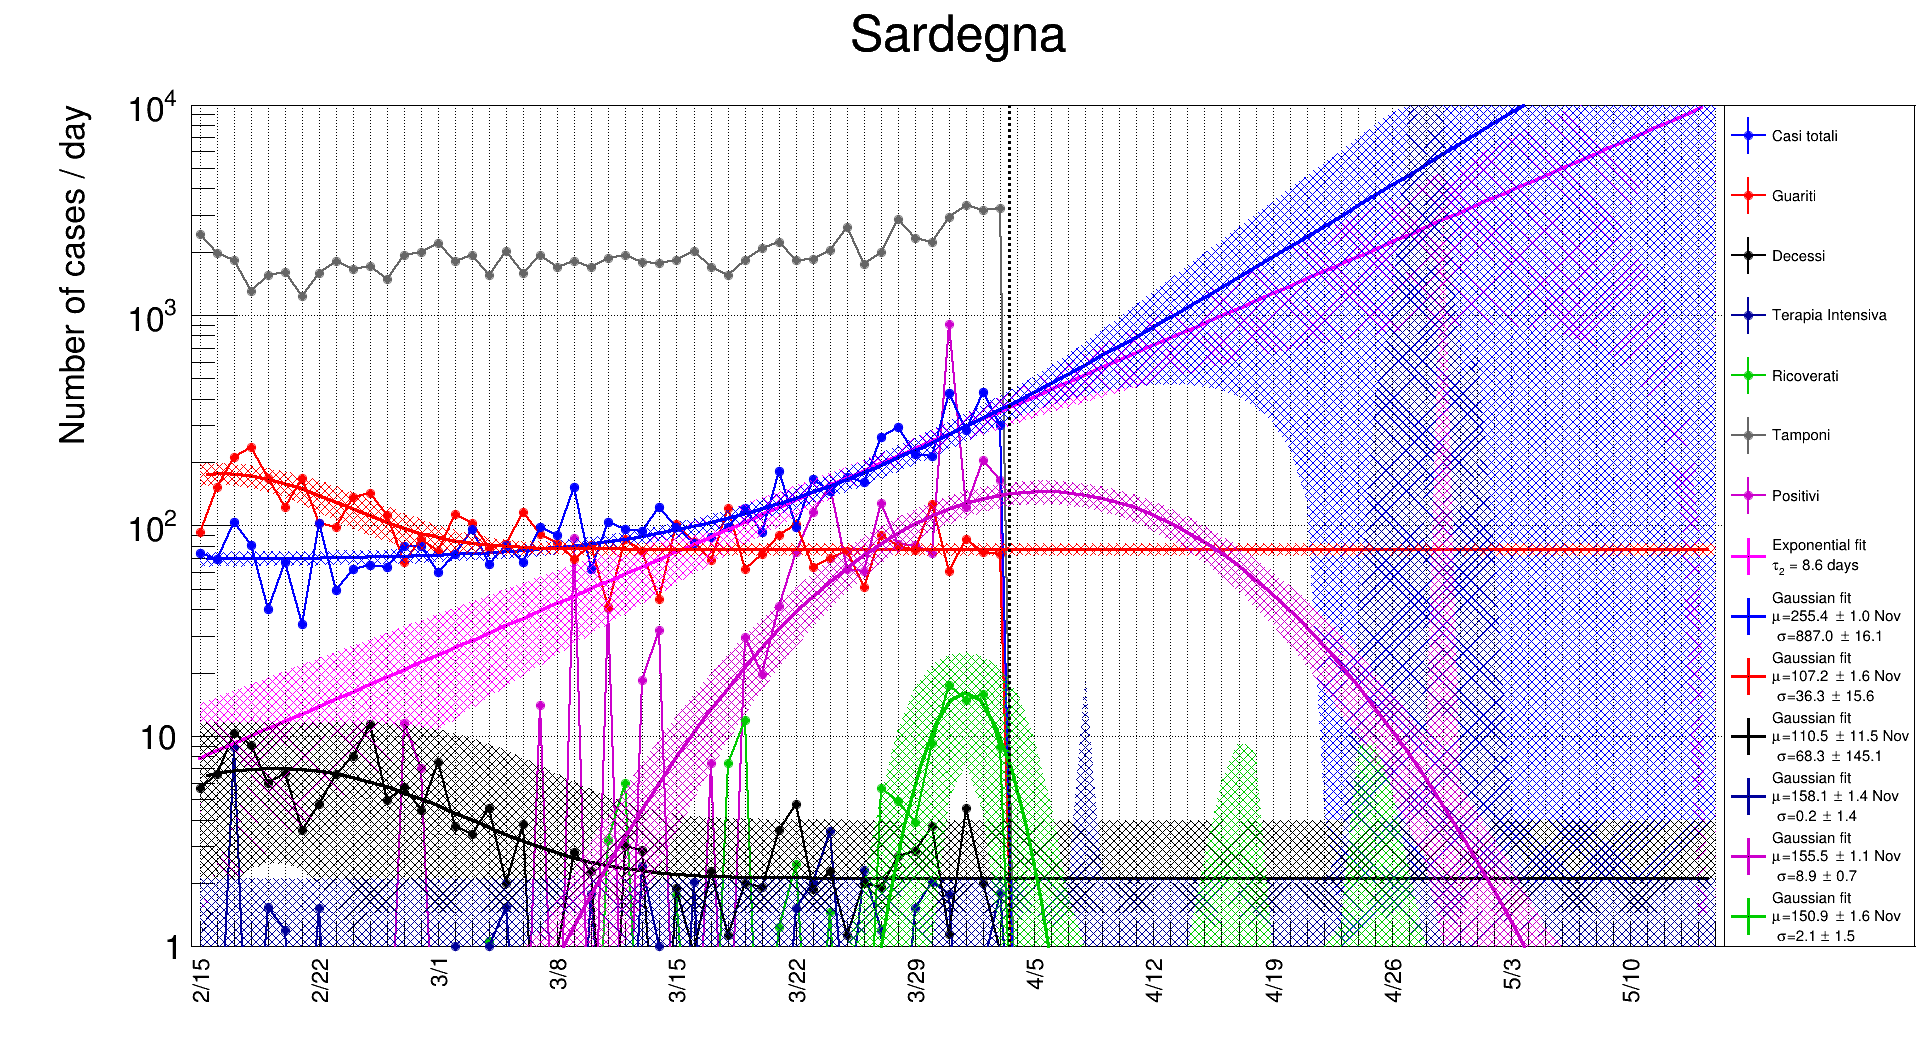 Sardegna
Number of cases / day
10^4
10^3
10^2
10
1
2/15
2/22
3/1
3/8
3/15
3/22
3/29
4/5
4/12
4/19
4/26
5/3
5/10
Casi totali
Guariti
Decessi
Terapia Intensiva
Ricoverati
Tamponi
Positivi
Exponential fit
τ₂ = 8.6 days
Gaussian fit
μ=255.4 ± 1.0 Nov
σ=887.0 ± 16.1
Gaussian fit
μ=107.2 ± 1.6 Nov
σ=36.3 ± 15.6
Gaussian fit
μ=110.5 ± 11.5 Nov
σ=68.3 ± 145.1
Gaussian fit
μ=158.1 ± 1.4 Nov
σ=0.2 ± 1.4
Gaussian fit
μ=155.5 ± 1.1 Nov
σ=8.9 ± 0.7
Gaussian fit
μ=150.9 ± 1.6 Nov
σ=2.1 ± 1.5